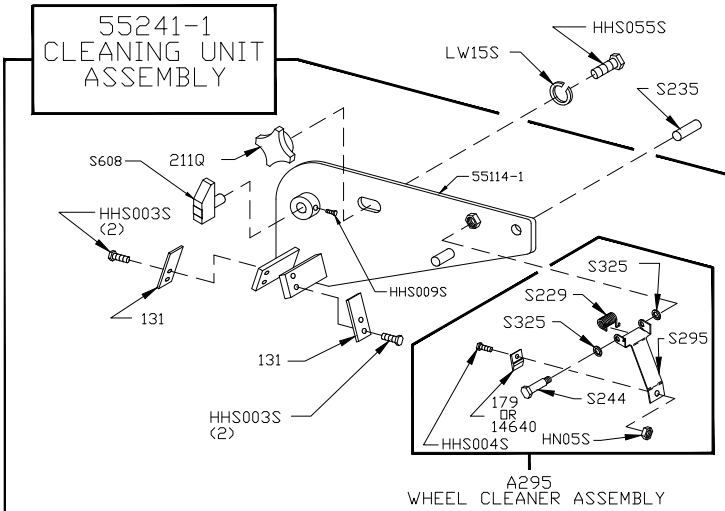 55241-1
CLEANING UNIT
ASSEMBLY
HHS055S
LW15S
S235
211Q
S608
55114-1
HHS003S
(2)
HHS009S
131
131
HHS003S
(2)
S325
S229
S325
S295
179
OR
14640
S244
HHS004S
HN05S
A295
WHEEL CLEANER ASSEMBLY